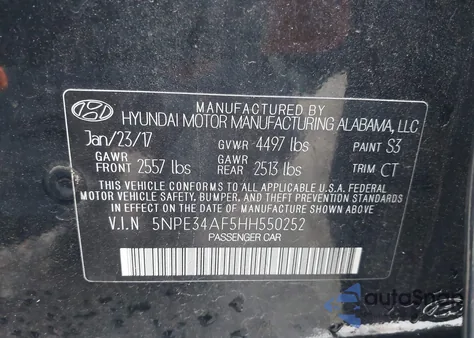 MANUFACTURED BY
HYUNDAI MOTOR MANUFACTURING ALABAMA, LLC
Jan/23/17 GVWR 4497 lbs PAINT S3
GAWR FRONT 2557 lbs GAWR REAR 2513 lbs TRIM CT
THIS VEHICLE CONFORMS TO ALL APPLICABLE U.S.A. FEDERAL
MOTOR VEHICLE SAFETY, BUMPER, AND THEFT PREVENTION STANDARDS
IN EFFECT ON THE DATE OF MANUFACTURE SHOWN ABOVE.
V.I.N 5NPE34AF5HH550252
PASSENGER CAR